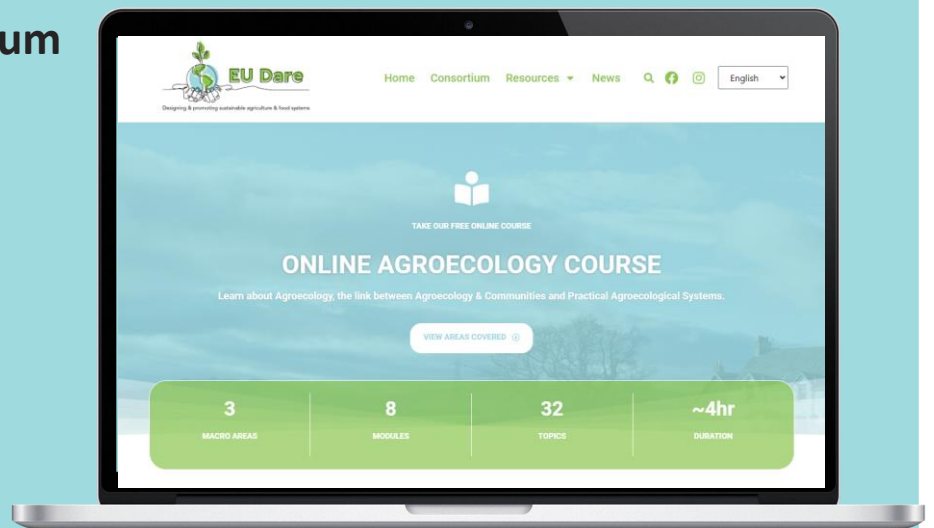 um
EU Dare
Designing & promoting sustainable agriculture & food systems
Home Consortium Resources News English
TAKE OUR FREE ONLINE COURSE
ONLINE AGROECOLOGY COURSE
Learn about Agroecology, the link between Agroecology & Communities and Practical Agroecological Systems.
VIEW AREAS COVERED
3 8 32 ~4hr
MACRO AREAS MODULES TOPICS DURATION